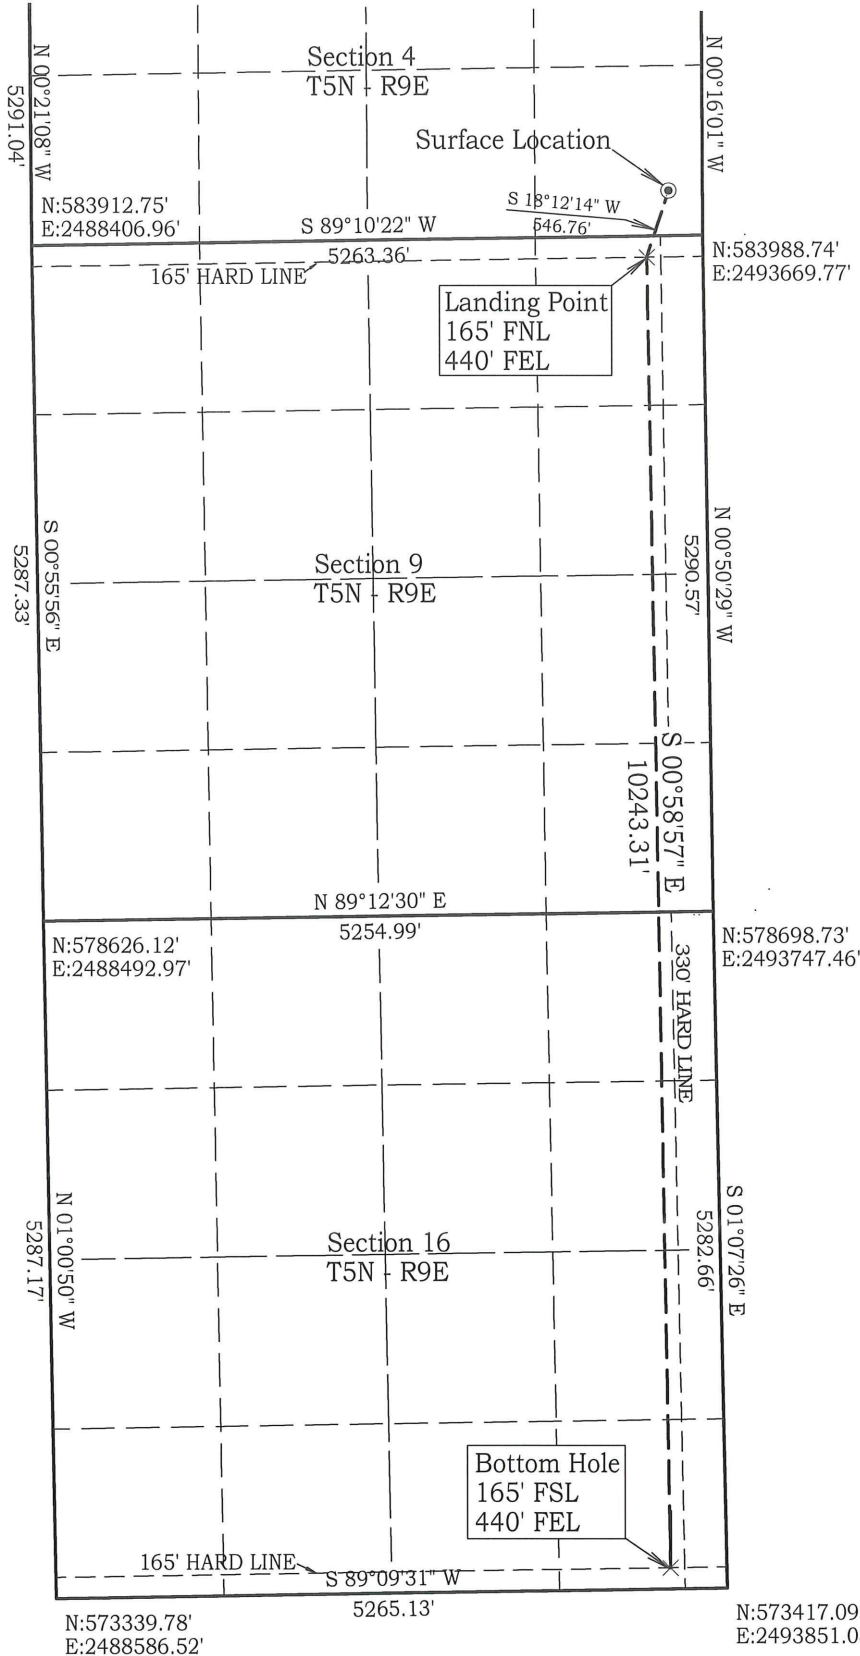 Section 4
T5N - R9E
N 00°21'08" W
5291.04'
N 00°16'01" W
Surface Location
S 18°12'14" W
546.76'
N:583912.75'
E:2488406.96'
S 89°10'22" W
5263.36'
N:583988.74'
E:2493669.77'
165' HARD LINE
Landing Point
165' FNL
440' FEL
S 00°55'56" E
5287.33'
Section 9
T5N - R9E
N 00°50'29" W
5290.57'
S 00°58'57" E
10243.31'
N 89°12'30" E
5254.99'
N:578626.12'
E:2488492.97'
N:578698.73'
E:2493747.46'
330' HARD LINE
N 01°00'50" W
5287.17'
Section 16
T5N - R9E
S 01°07'26" E
5282.66'
Bottom Hole
165' FSL
440' FEL
165' HARD LINE
S 89°09'31" W
5265.13'
N:573339.78'
E:2488586.52'
N:573417.09
E:2493851.0